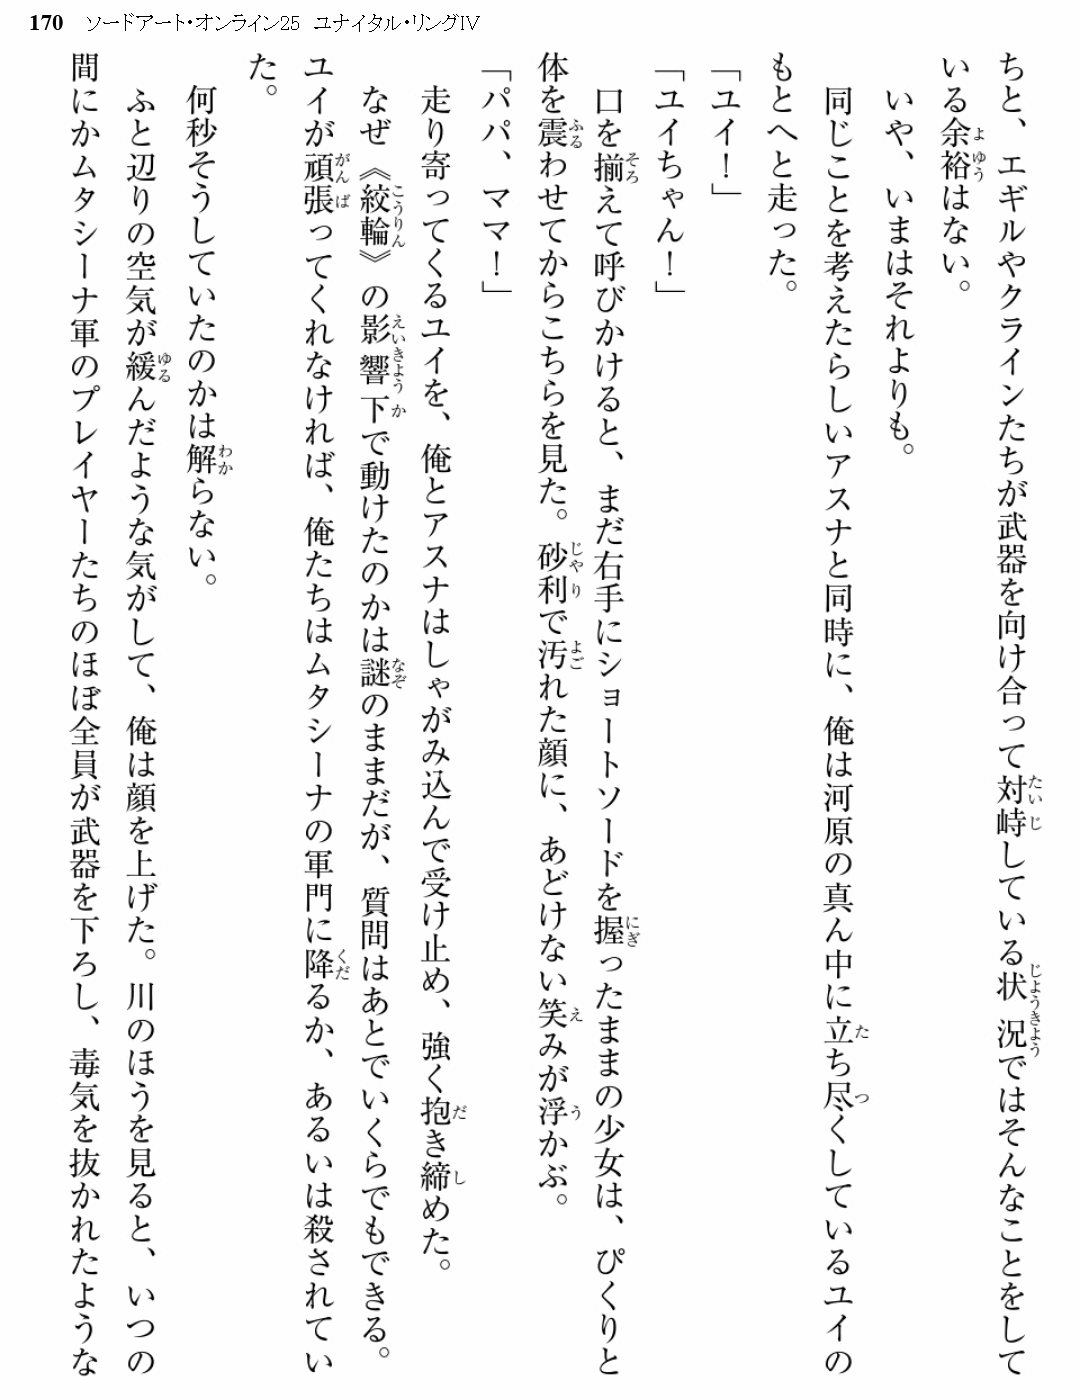 170 ソードアート・オンライン25 ユナイタル・リングIV
ちと、エギルやクラインたちが武器を向け合って対峙している状況ではそんなことをして
いる余裕はない。
いや、いまはそれよりも。
同じことを考えたらしいアスナと同時に、俺は河原の真ん中に立ち尽くしているユイの
もとへと走った。
「ユイ！」
「ユイちゃん！」
口を揃えて呼びかけると、まだ右手にショートソードを握ったままの少女は、ぴくりと
体を震わせてからこちらを見た。砂利で汚れた顔に、あどけない笑みが浮かぶ。
「パパ、ママ！」
走り寄ってくるユイを、俺とアスナはしゃがみ込んで受け止め、強く抱き締めた。
なぜ《絞輪》の影響下で動けたのかは謎のままだが、質問はあとでいくらでもできる。
ユイが頑張ってくれなければ、俺たちはムタシーナの軍門に降るか、あるいは殺されてい
た。
何秒そうしていたのかは解らない。
ふと辺りの空気が緩んだような気がして、俺は顔を上げた。川のほうを見ると、いつの
間にかムタシーナ軍のプレイヤーたちのほぼ全員が武器を下ろし、毒気を抜かれたような